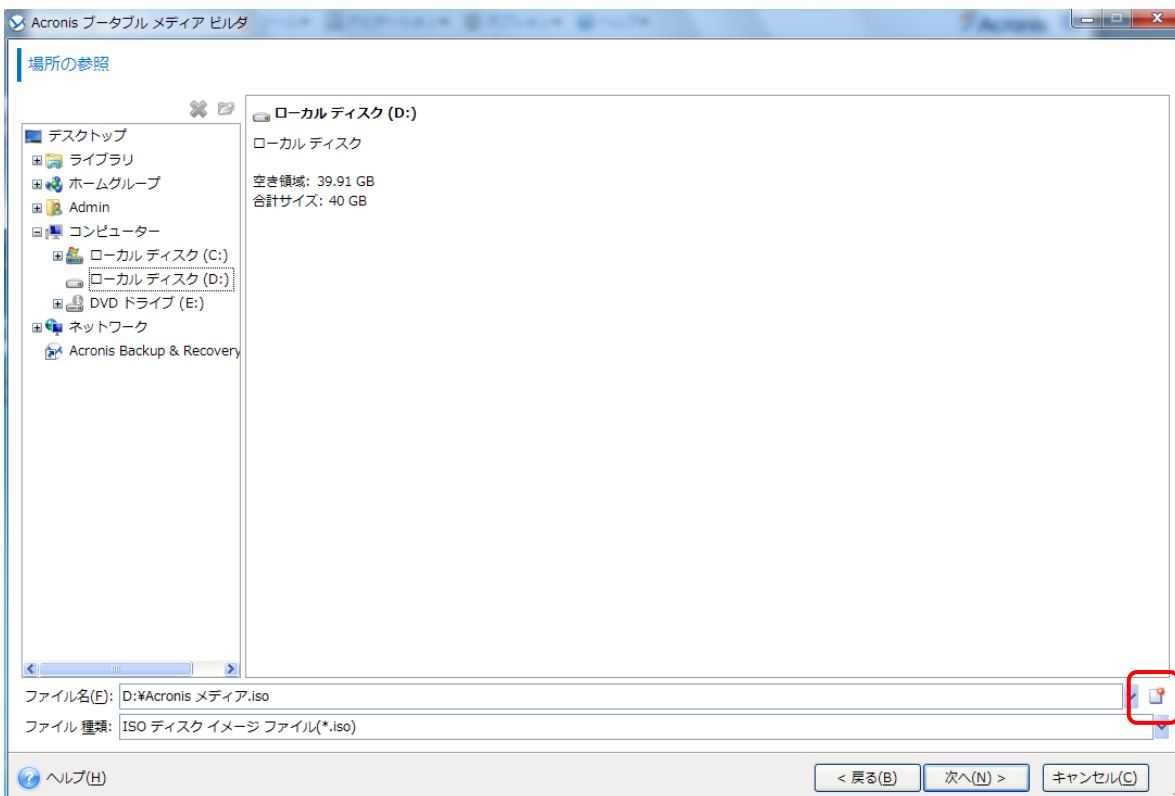 Acronis ブータブル メディア ビルダ
Acronis
場所の参照
デスクトップ
ライブラリ
ホームグループ
Admin
コンピューター
ローカル ディスク (C:)
ローカル ディスク (D:)
DVD ドライブ (E:)
ネットワーク
Acronis Backup & Recovery
ローカル ディスク (D:)
ローカル ディスク
空き領域: 39.91 GB
合計サイズ: 40 GB
ファイル名(F): D:¥Acronis メディア.iso
ファイル 種類: ISO ディスク イメージ ファイル(*.iso)
ヘルプ(H)
< 戻る(B) 次へ(N) > キャンセル(C)